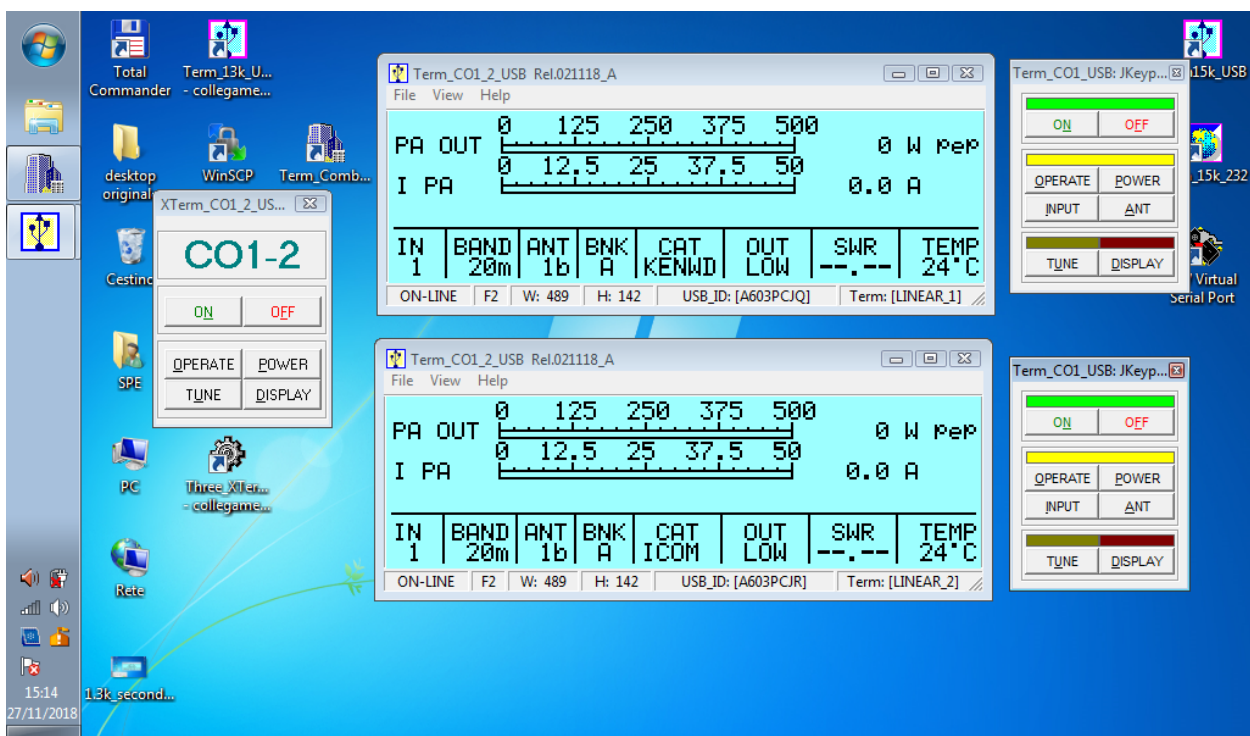 Total
Commander
Term_13k_U...
- collegame...
desktop
original
WinSCP
Term_Comb...
Cestino
SPE
PC
Three_XTer...
- collegame...
Rete
1.3k_second...
15:14
27/11/2018
XTerm_CO1_2_US...
CO1-2
ON OFF
OPERATE POWER
TUNE DISPLAY
Term_CO1_2_USB Rel.021118_A
File View Help
0 125 250 375 500
PA OUT 0 W pep
0 12.5 25 37.5 50
I PA 0.0 A
IN BAND ANT BNK CAT OUT SWR TEMP
1 20m 1b A KENWD LOW --.-- 24°C
ON-LINE F2 W: 489 H: 142 USB_ID: [A603PCJQ] Term: [LINEAR_1]
Term_CO1_2_USB Rel.021118_A
File View Help
0 125 250 375 500
PA OUT 0 W pep
0 12.5 25 37.5 50
I PA 0.0 A
IN BAND ANT BNK CAT OUT SWR TEMP
1 20m 1b A ICOM LOW --.-- 24°C
ON-LINE F2 W: 489 H: 142 USB_ID: [A603PCJR] Term: [LINEAR_2]
Term_CO1_USB: JKeyp...
ON OFF
OPERATE POWER
INPUT ANT
TUNE DISPLAY
Term_CO1_USB: JKeyp...
ON OFF
OPERATE POWER
INPUT ANT
TUNE DISPLAY
15k_USB
_15k_232
Virtual
Serial Port